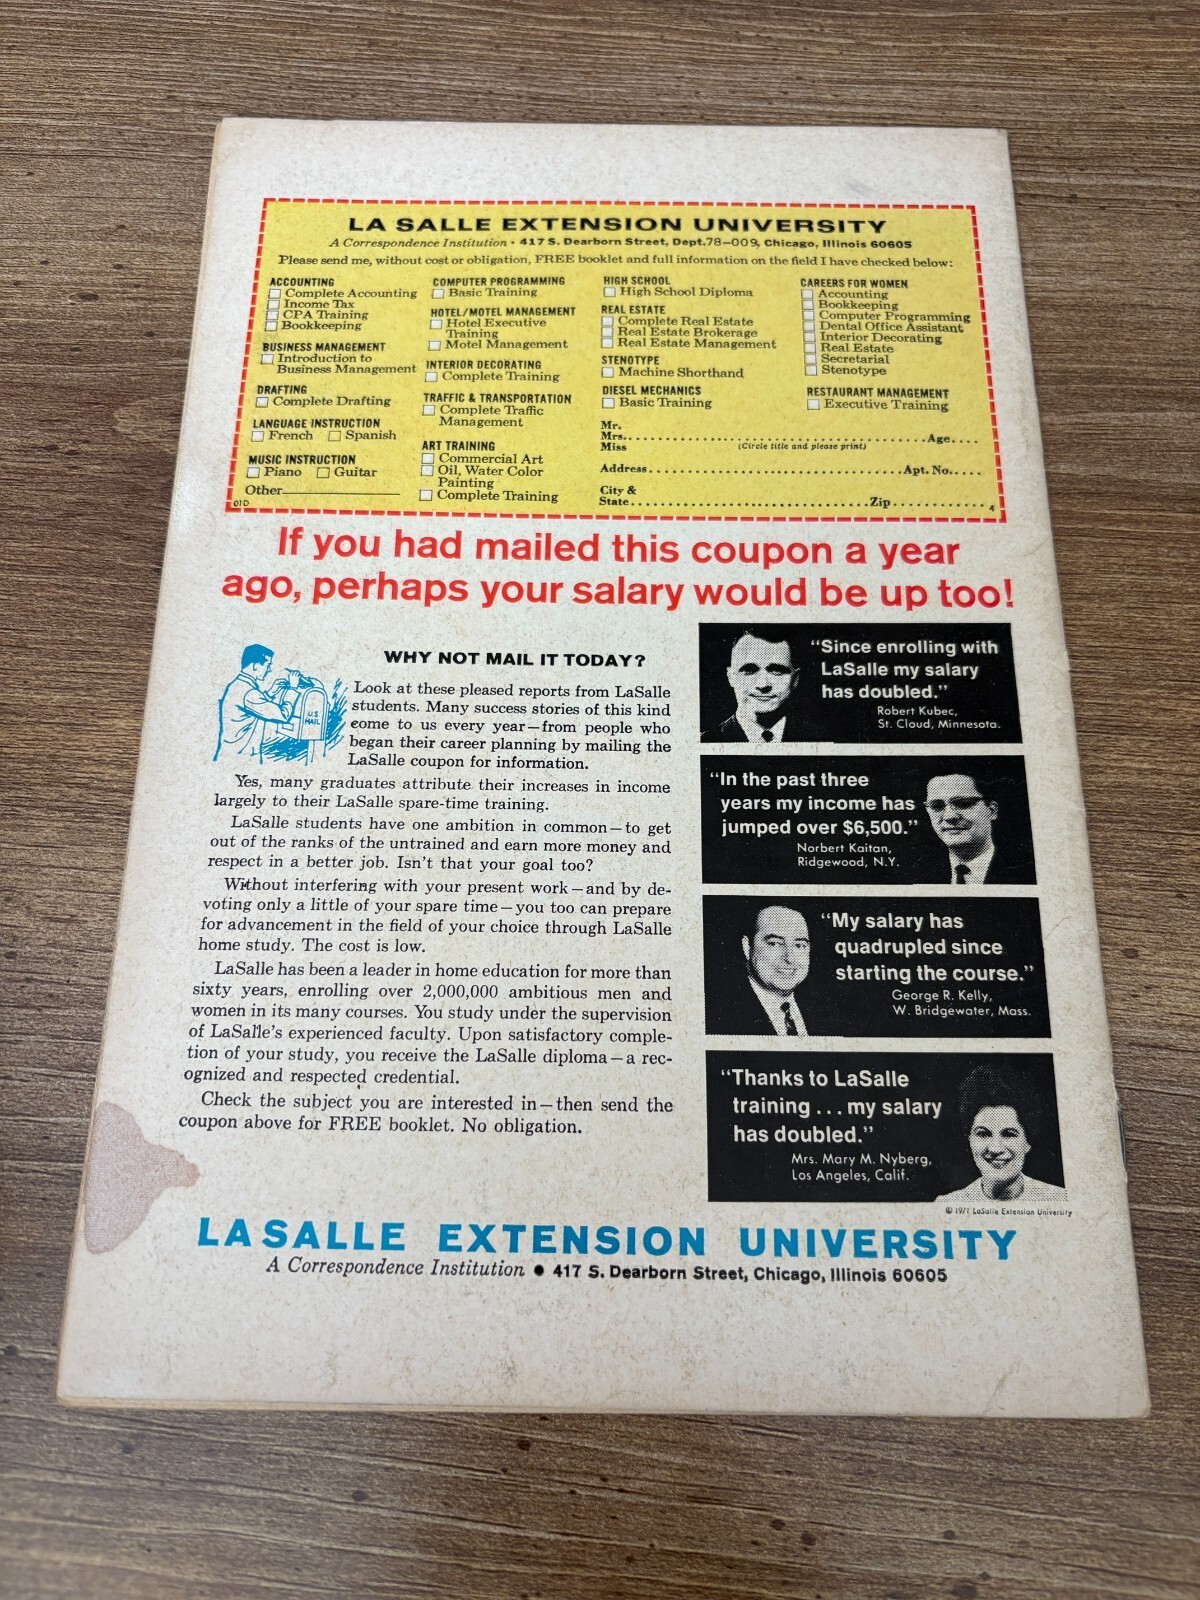 LA SALLE EXTENSION UNIVERSITY
A Correspondence Institution • 417 S. Dearborn Street, Dept. 78-009, Chicago, Illinois 60605
Please send me, without cost or obligation, FREE booklet and full information on the field I have checked below:
ACCOUNTING
Complete Accounting
Income Tax
CPA Training
Bookkeeping
BUSINESS MANAGEMENT
Introduction to
Business Management
DRAFTING
Complete Drafting
LANGUAGE INSTRUCTION
French Spanish
MUSIC INSTRUCTION
Piano Guitar
Other
01D
COMPUTER PROGRAMMING
Basic Training
HOTEL/MOTEL MANAGEMENT
Hotel Executive
Training
Motel Management
INTERIOR DECORATING
Complete Training
TRAFFIC & TRANSPORTATION
Complete Traffic
Management
ART TRAINING
Commercial Art
Oil, Water Color
Painting
Complete Training
HIGH SCHOOL
High School Diploma
REAL ESTATE
Complete Real Estate
Real Estate Brokerage
Real Estate Management
STENOTYPE
Machine Shorthand
DIESEL MECHANICS
Basic Training
CAREERS FOR WOMEN
Accounting
Bookkeeping
Computer Programming
Dental Office Assistant
Interior Decorating
Real Estate
Secretarial
Stenotype
RESTAURANT MANAGEMENT
Executive Training
Mr.
Mrs. Age
Miss (Circle title and please print)
Address Apt. No.
City &
State Zip
4
If you had mailed this coupon a year
ago, perhaps your salary would be up too!
U.S.
MAIL
WHY NOT MAIL IT TODAY?
Look at these pleased reports from LaSalle
students. Many success stories of this kind
come to us every year—from people who
began their career planning by mailing the
LaSalle coupon for information.
Yes, many graduates attribute their increases in income
largely to their LaSalle spare-time training.
LaSalle students have one ambition in common—to get
out of the ranks of the untrained and earn more money and
respect in a better job. Isn't that your goal too?
Without interfering with your present work—and by de-
voting only a little of your spare time—you too can prepare
for advancement in the field of your choice through LaSalle
home study. The cost is low.
LaSalle has been a leader in home education for more than
sixty years, enrolling over 2,000,000 ambitious men and
women in its many courses. You study under the supervision
of LaSalle's experienced faculty. Upon satisfactory comple-
tion of your study, you receive the LaSalle diploma—a rec-
ognized and respected credential.
Check the subject you are interested in—then send the
coupon above for FREE booklet. No obligation.
"Since enrolling with
LaSalle my salary
has doubled."
Robert Kubec,
St. Cloud, Minnesota.
"In the past three
years my income has
jumped over $6,500."
Norbert Kaitan,
Ridgewood, N.Y.
"My salary has
quadrupled since
starting the course."
George R. Kelly,
W. Bridgewater, Mass.
"Thanks to LaSalle
training . . . my salary
has doubled."
Mrs. Mary M. Nyberg,
Los Angeles, Calif.
© 1971 LaSalle Extension University
LASALLE EXTENSION UNIVERSITY
A Correspondence Institution • 417 S. Dearborn Street, Chicago, Illinois 60605